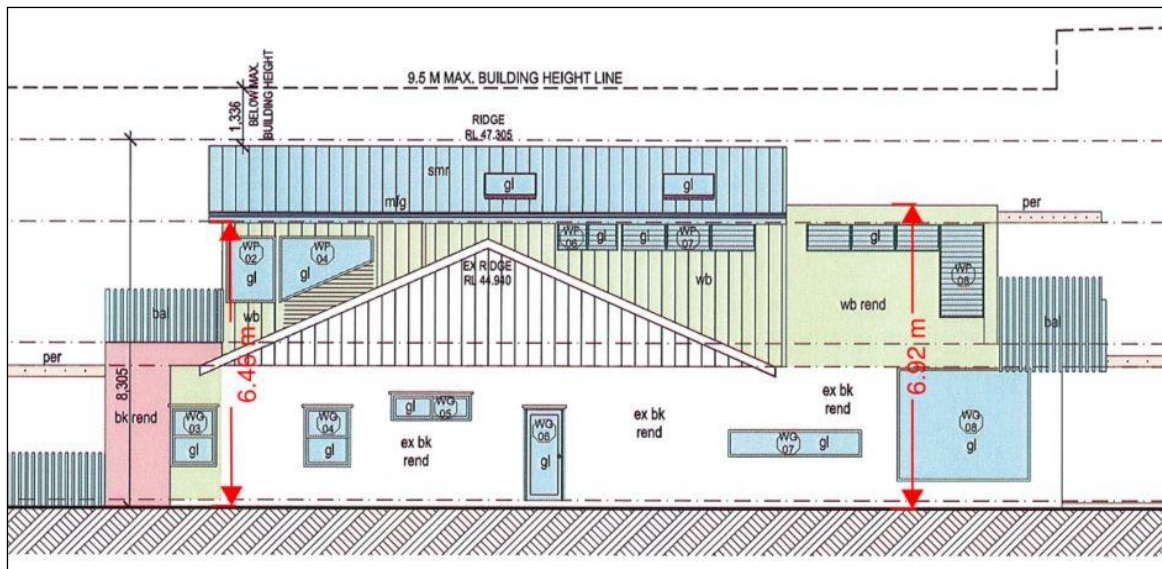 9.5 M MAX. BUILDING HEIGHT LINE
1,336
BELOW MAX.
BUILDING HEIGHT
RIDGE
RL 47.305
smr
gl
gl
mfg
per
WP
02
gl
WP
04
gl
WP
06
gl
gl
WP
07
gl
WP
08
EX RIDGE
RL 44.940
wb
wb
wb rend
bal
bal
per
8,305
6.46 m
6.92 m
bk rend
WG
03
gl
WG
04
gl
gl
WG
05
ex bk
rend
WG
06
gl
ex bk
rend
ex bk
rend
WG
07
gl
WG
08
gl